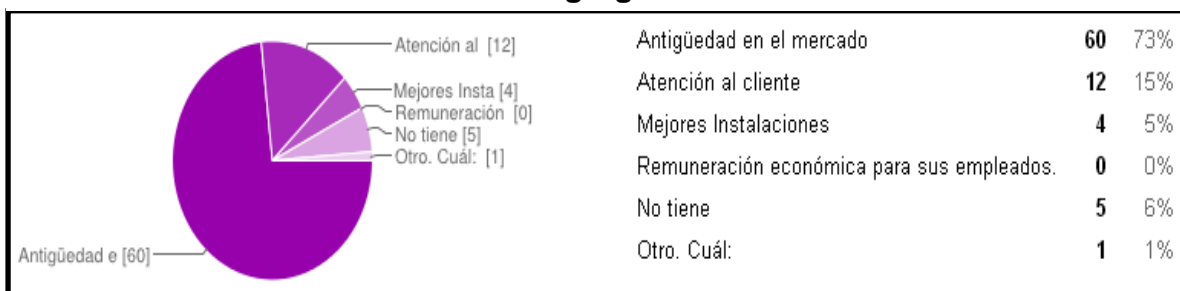 Atención al [12]
Mejores Insta [4]
Remuneración [0]
No tiene [5]
Otro. Cuál: [1]
Antigüedad e [60]
Antigüedad en el mercado 60 73%
Atención al cliente 12 15%
Mejores Instalaciones 4 5%
Remuneración económica para sus empleados. 0 0%
No tiene 5 6%
Otro. Cuál: 1 1%